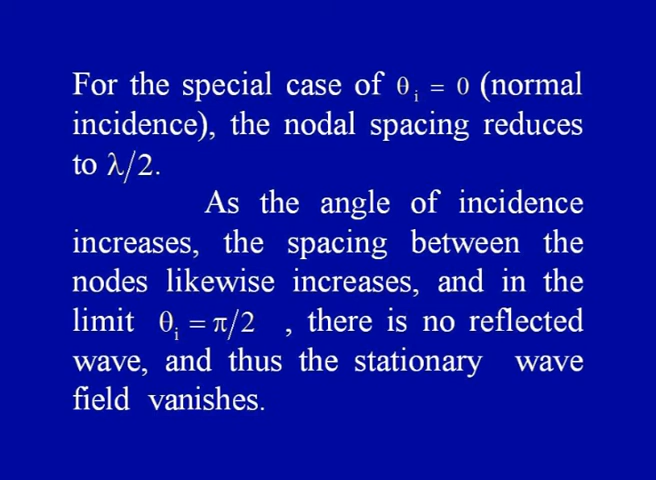 For the special case of θi = 0 (normal
incidence), the nodal spacing reduces
to λ/2.
As the angle of incidence
increases, the spacing between the
nodes likewise increases, and in the
limit θi = π/2 , there is no reflected
wave, and thus the stationary wave
field vanishes.